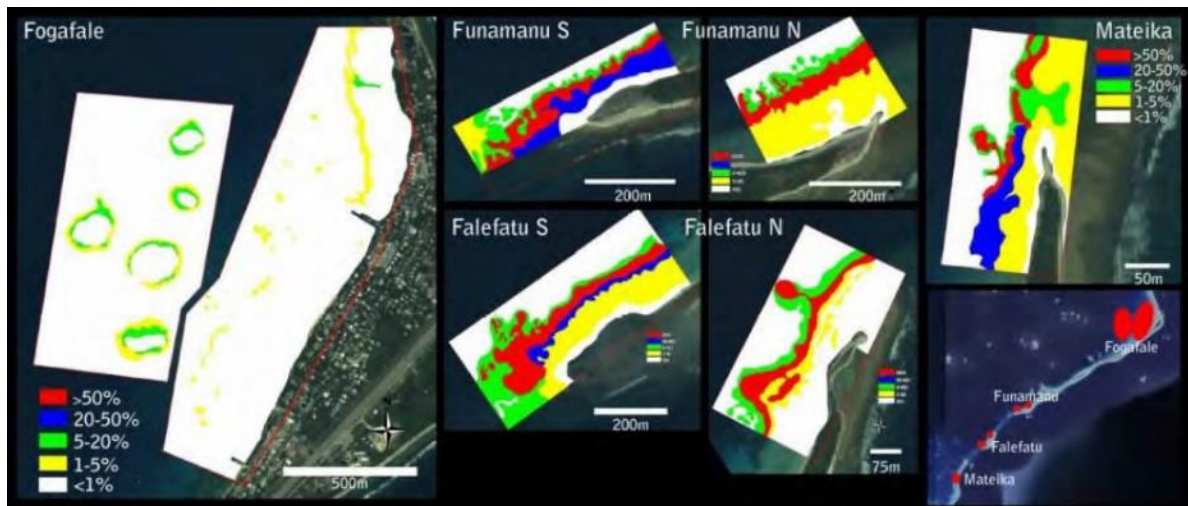 Fogafale
>50%
20-50%
5-20%
1-5%
<1%
500m
Funamanu S
200m
Funamanu N
200m
Falefatu S
200m
Falefatu N
75m
Mateika
>50%
20-50%
5-20%
1-5%
<1%
50m
Fogafale
Funamanu
Falefatu
Mateika